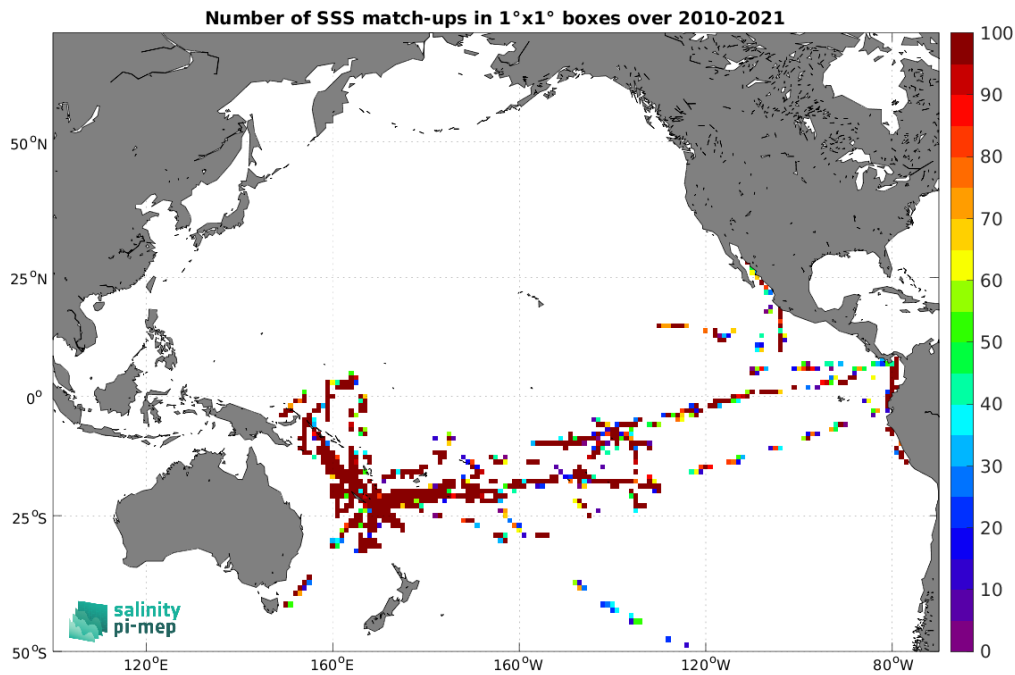 Number of SSS match-ups in 1°x1° boxes over 2010-2021
100
90
80
70
60
50
40
30
20
10
0
50°N
25°N
0°
25°S
50°S
120°E
160°E
160°W
120°W
80°W
salinity
pi-mep